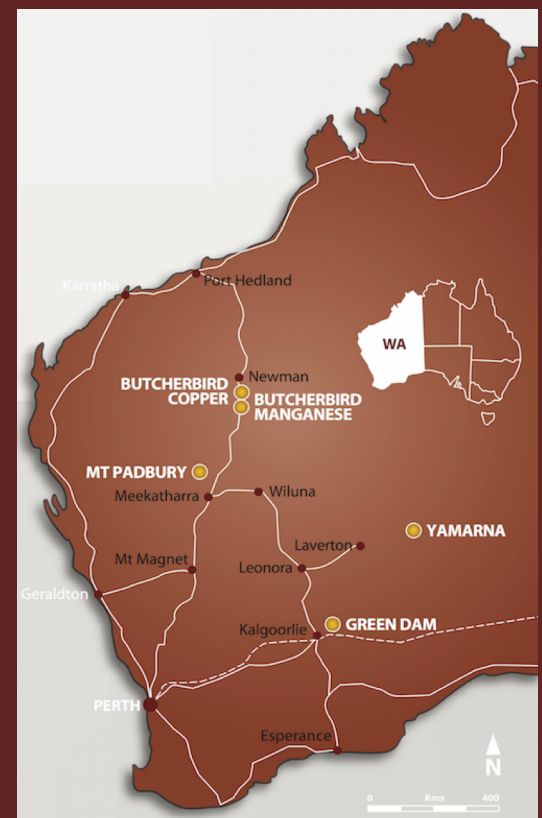 Karratha
Port Hedland
WA
Newman
BUTCHERBIRD
COPPER
BUTCHERBIRD
MANGANESE
MT PADBURY
Meekatharra
Wiluna
YAMARNA
Laverton
Mt Magnet
Leonora
Geraldton
GREEN DAM
Kalgoorlie
PERTH
Esperance
N
0 Kms 400